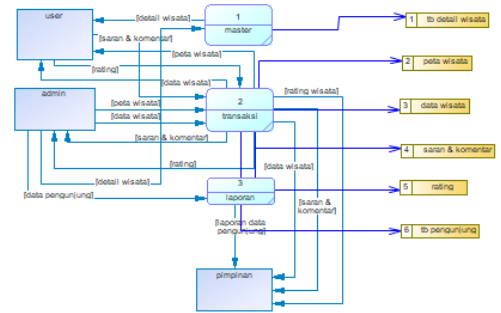 user
[detail wisata]
1
master
1 tb detail wisata
[saran & komentar]
[peta wisata]
[rating]
2 peta wisata
[data wisata]
[rating wisata]
admin
[peta wisata]
2
transaksi
3 data wisata
[data wisata]
[saran & komentar]
4 saran & komentar
[rating]
[data wisata]
[detail wisata]
3
laporan
5 rating
[data pengunjung]
[saran &
komentar]
[laporan data
pengunjung]
6 tb pengunjung
pimpinan